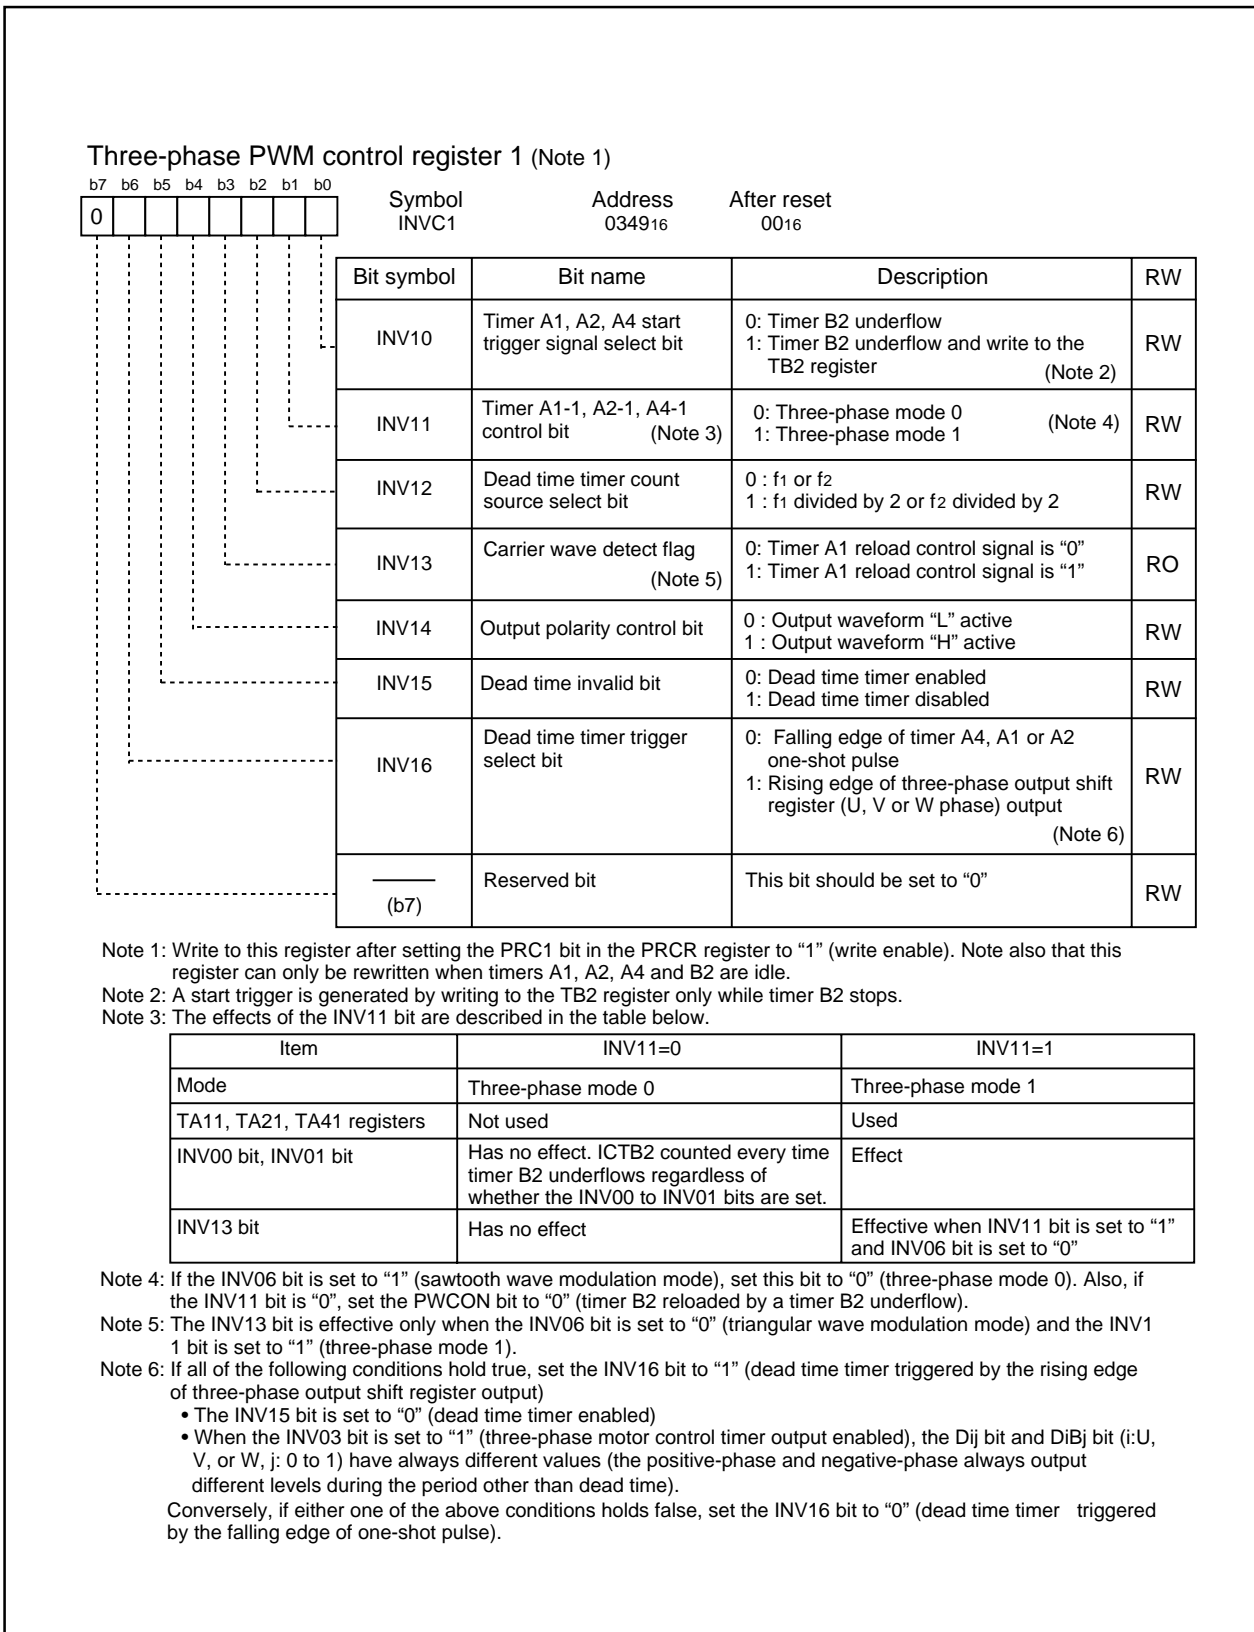 Three-phase PWM control register 1 (Note 1)
b7 b6 b5 b4 b3 b2 b1 b0
0
Symbol Address After reset
INVC1 034916 0016
Bit symbol Bit name Description RW
INV10 Timer A1, A2, A4 start trigger signal select bit 0: Timer B2 underflow RW
1: Timer B2 underflow and write to the
TB2 register (Note 2)
INV11 Timer A1-1, A2-1, A4-1 control bit (Note 3) 0: Three-phase mode 0 (Note 4) RW
1: Three-phase mode 1
INV12 Dead time timer count source select bit 0 : f1 or f2 RW
1 : f1 divided by 2 or f2 divided by 2
INV13 Carrier wave detect flag (Note 5) 0: Timer A1 reload control signal is “0” RO
1: Timer A1 reload control signal is “1”
INV14 Output polarity control bit 0 : Output waveform “L” active RW
1 : Output waveform “H” active
INV15 Dead time invalid bit 0: Dead time timer enabled RW
1: Dead time timer disabled
INV16 Dead time timer trigger select bit 0: Falling edge of timer A4, A1 or A2 RW
one-shot pulse
1: Rising edge of three-phase output shift
register (U, V or W phase) output
(Note 6)
(b7) Reserved bit This bit should be set to “0” RW
Note 1: Write to this register after setting the PRC1 bit in the PRCR register to “1” (write enable). Note also that this
register can only be rewritten when timers A1, A2, A4 and B2 are idle.
Note 2: A start trigger is generated by writing to the TB2 register only while timer B2 stops.
Note 3: The effects of the INV11 bit are described in the table below.
Item INV11=0 INV11=1
Mode Three-phase mode 0 Three-phase mode 1
TA11, TA21, TA41 registers Not used Used
INV00 bit, INV01 bit Has no effect. ICTB2 counted every time Effect
timer B2 underflows regardless of
whether the INV00 to INV01 bits are set.
INV13 bit Has no effect Effective when INV11 bit is set to “1”
and INV06 bit is set to “0”
Note 4: If the INV06 bit is set to “1” (sawtooth wave modulation mode), set this bit to “0” (three-phase mode 0). Also, if
the INV11 bit is “0”, set the PWCON bit to “0” (timer B2 reloaded by a timer B2 underflow).
Note 5: The INV13 bit is effective only when the INV06 bit is set to “0” (triangular wave modulation mode) and the INV1
1 bit is set to “1” (three-phase mode 1).
Note 6: If all of the following conditions hold true, set the INV16 bit to “1” (dead time timer triggered by the rising edge
of three-phase output shift register output)
• The INV15 bit is set to “0” (dead time timer enabled)
• When the INV03 bit is set to “1” (three-phase motor control timer output enabled), the Dij bit and DiBj bit (i:U,
V, or W, j: 0 to 1) have always different values (the positive-phase and negative-phase always output
different levels during the period other than dead time).
Conversely, if either one of the above conditions holds false, set the INV16 bit to “0” (dead time timer triggered
by the falling edge of one-shot pulse).